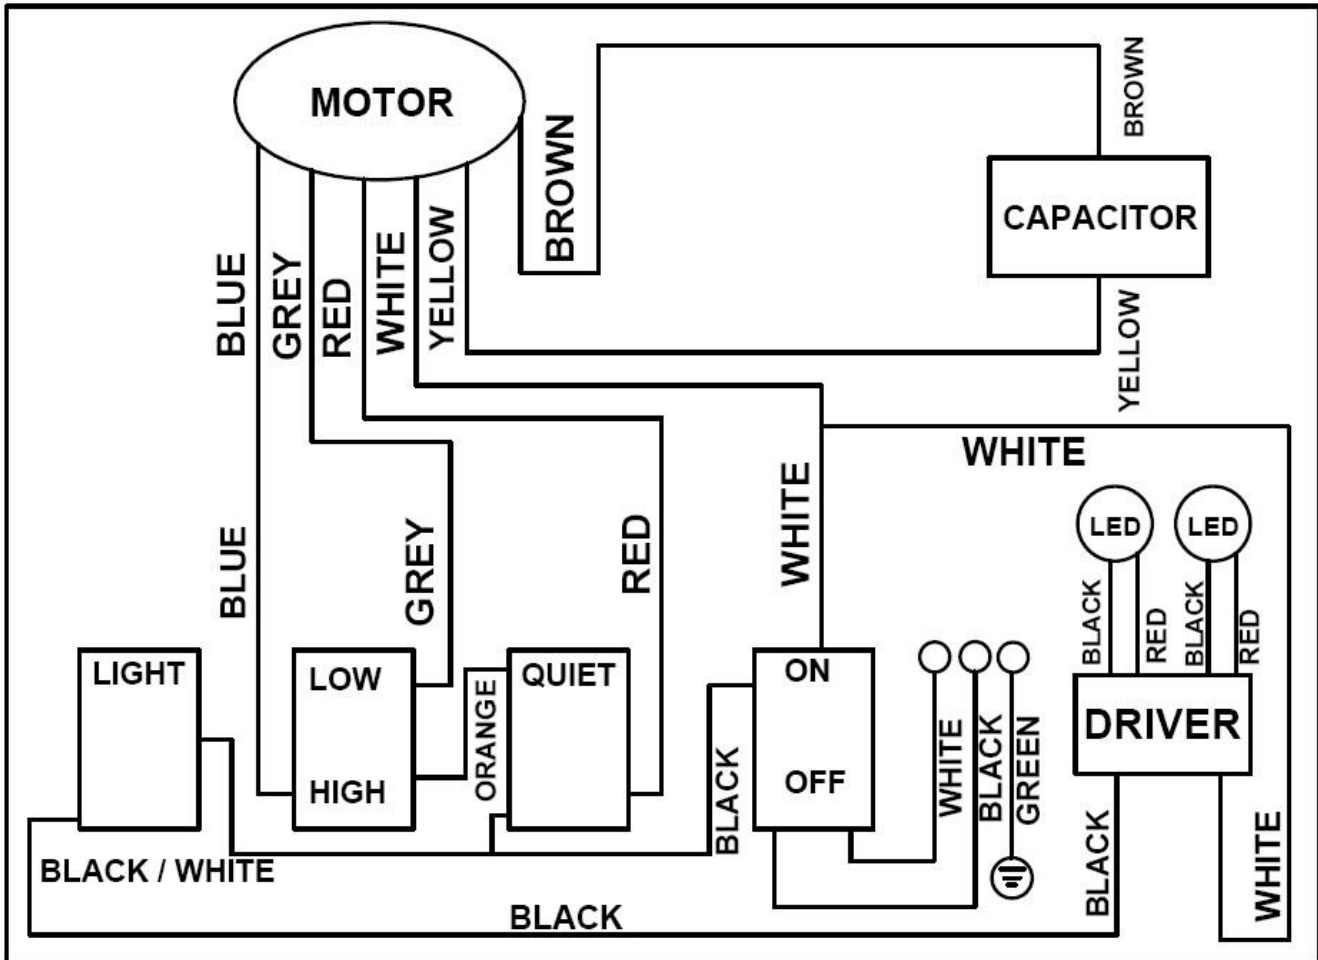 MOTOR
BROWN
BROWN
CAPACITOR
BLUE
GREY
RED
WHITE
YELLOW
YELLOW
WHITE
BLUE
GREY
RED
WHITE
LED
LED
BLACK
RED
BLACK
RED
LIGHT
LOW
HIGH
ORANGE
QUIET
BLACK
ON
OFF
WHITE
BLACK
GREEN
DRIVER
BLACK
WHITE
BLACK / WHITE
BLACK